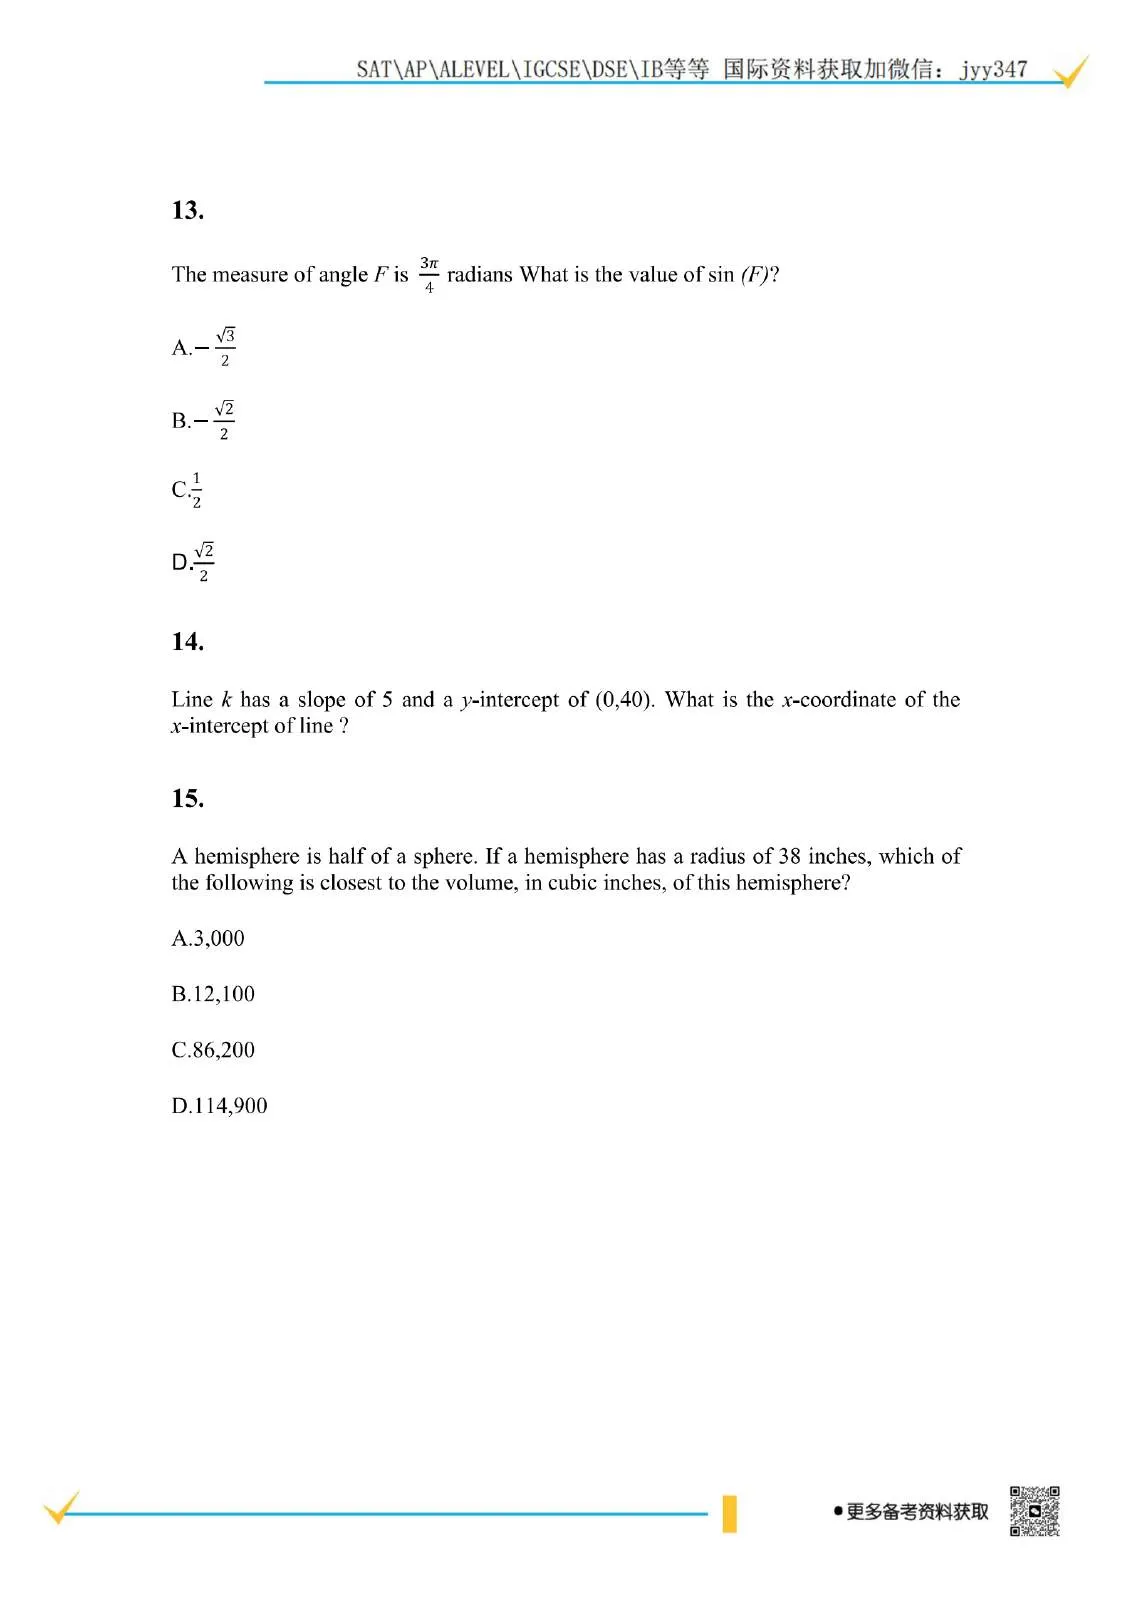 SAT\AP\ALEVEL\IGCSE\DSE\IB等等 国际资料获取加微信：jyy347
13.
The measure of angle F is 3π/4 radians What is the value of sin (F)?
A.−√3/2
B.−√2/2
C.1/2
D.√2/2
14.
Line k has a slope of 5 and a y-intercept of (0,40). What is the x-coordinate of the
x-intercept of line ?
15.
A hemisphere is half of a sphere. If a hemisphere has a radius of 38 inches, which of
the following is closest to the volume, in cubic inches, of this hemisphere?
A.3,000
B.12,100
C.86,200
D.114,900
●更多备考资料获取